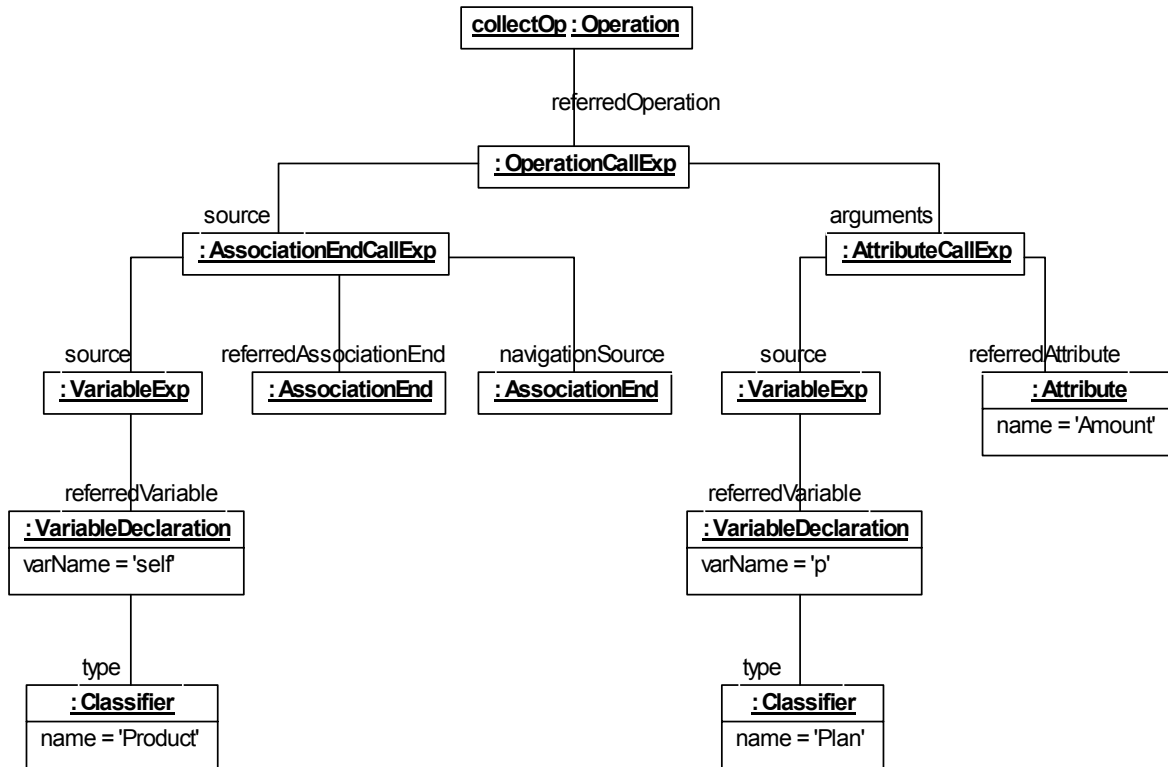 collectOp : Operation
referredOperation
: OperationCallExp
source
arguments
: AssociationEndCallExp
: AttributeCallExp
source
referredAssociationEnd
navigationSource
source
referredAttribute
: VariableExp
: AssociationEnd
: AssociationEnd
: VariableExp
: Attribute
name = 'Amount'
referredVariable
referredVariable
: VariableDeclaration
: VariableDeclaration
varName = 'self'
varName = 'p'
type
type
: Classifier
: Classifier
name = 'Product'
name = 'Plan'